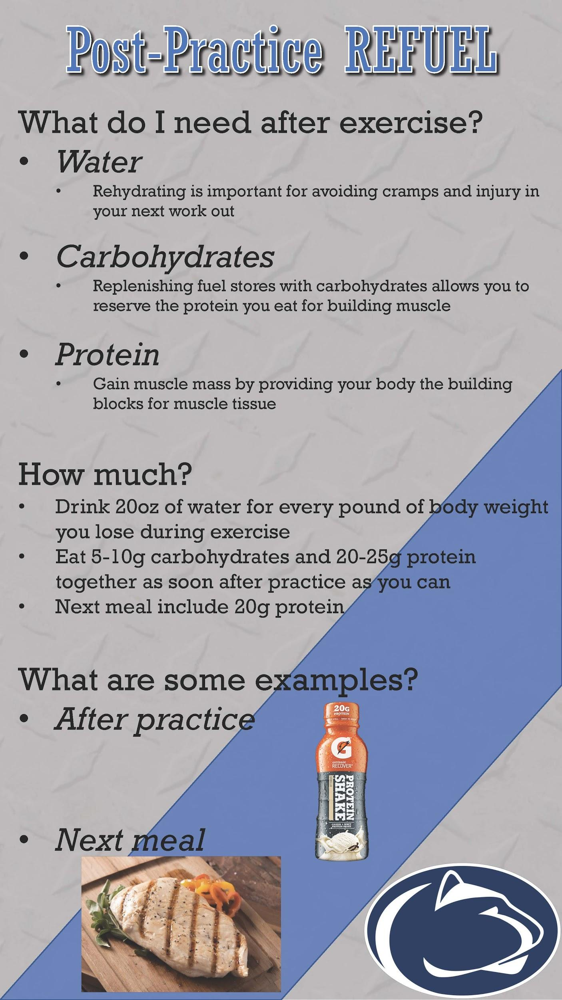 Post-Practice REFUEL
What do I need after exercise?
• Water
• Rehydrating is important for avoiding cramps and injury in
your next work out
• Carbohydrates
• Replenishing fuel stores with carbohydrates allows you to
reserve the protein you eat for building muscle
• Protein
• Gain muscle mass by providing your body the building
blocks for muscle tissue
How much?
• Drink 20oz of water for every pound of body weight
you lose during exercise
• Eat 5-10g carbohydrates and 20-25g protein
together as soon after practice as you can
• Next meal include 20g protein
What are some examples?
• After practice
20G
PROTEIN
G
GATORADE
RECOVER
PROTEIN
SHAKE
VANILLA
CASEIN + WHEY
PROTEIN SHAKE
• Next meal